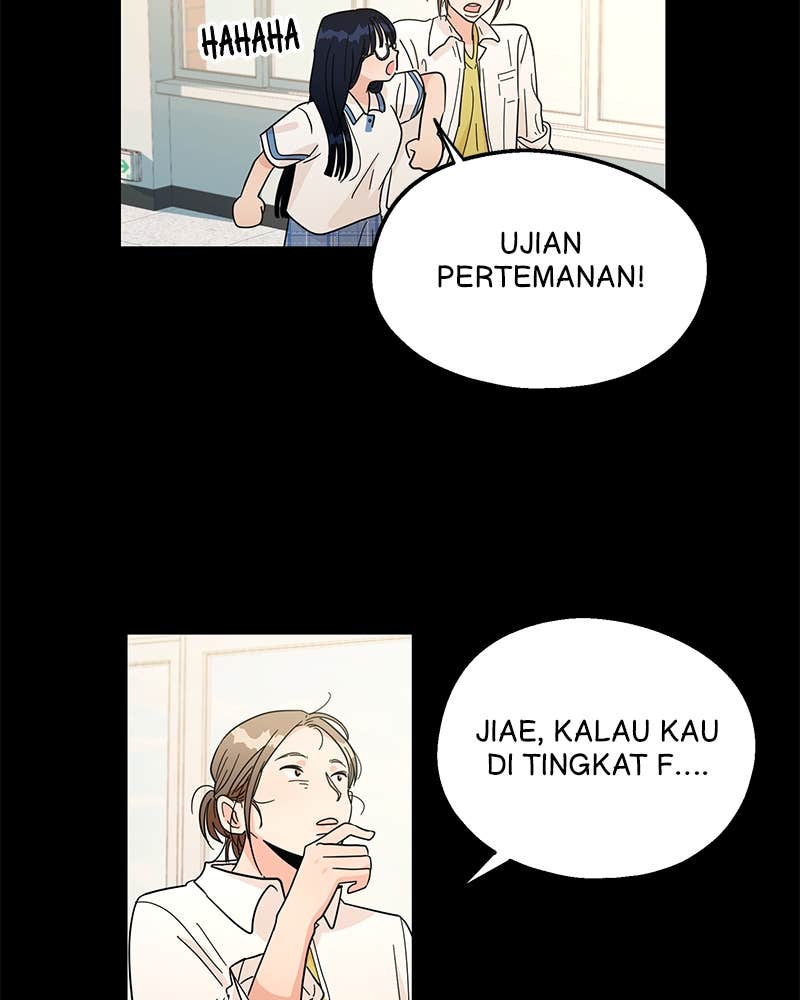 HAHAHA
UJIAN
PERTEMANAN!
JIAE, KALAU KAU
DI TINGKAT F....